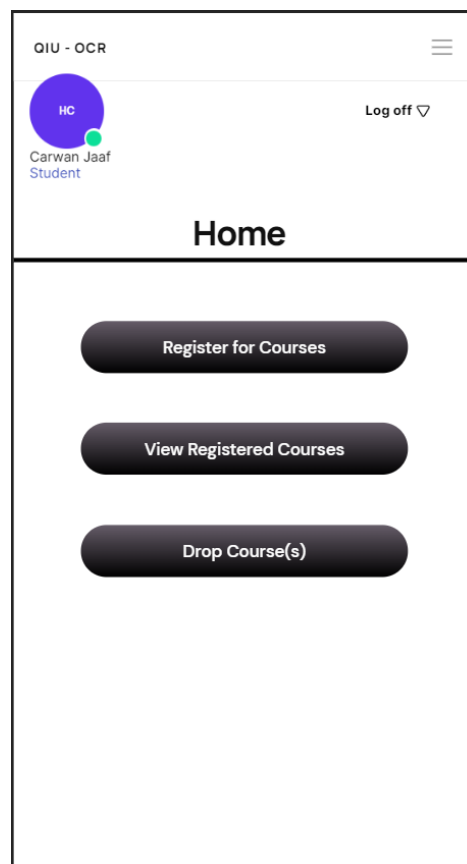 QIU - OCR
HC
Log off
Carwan Jaaf
Student
Home
Register for Courses
View Registered Courses
Drop Course(s)